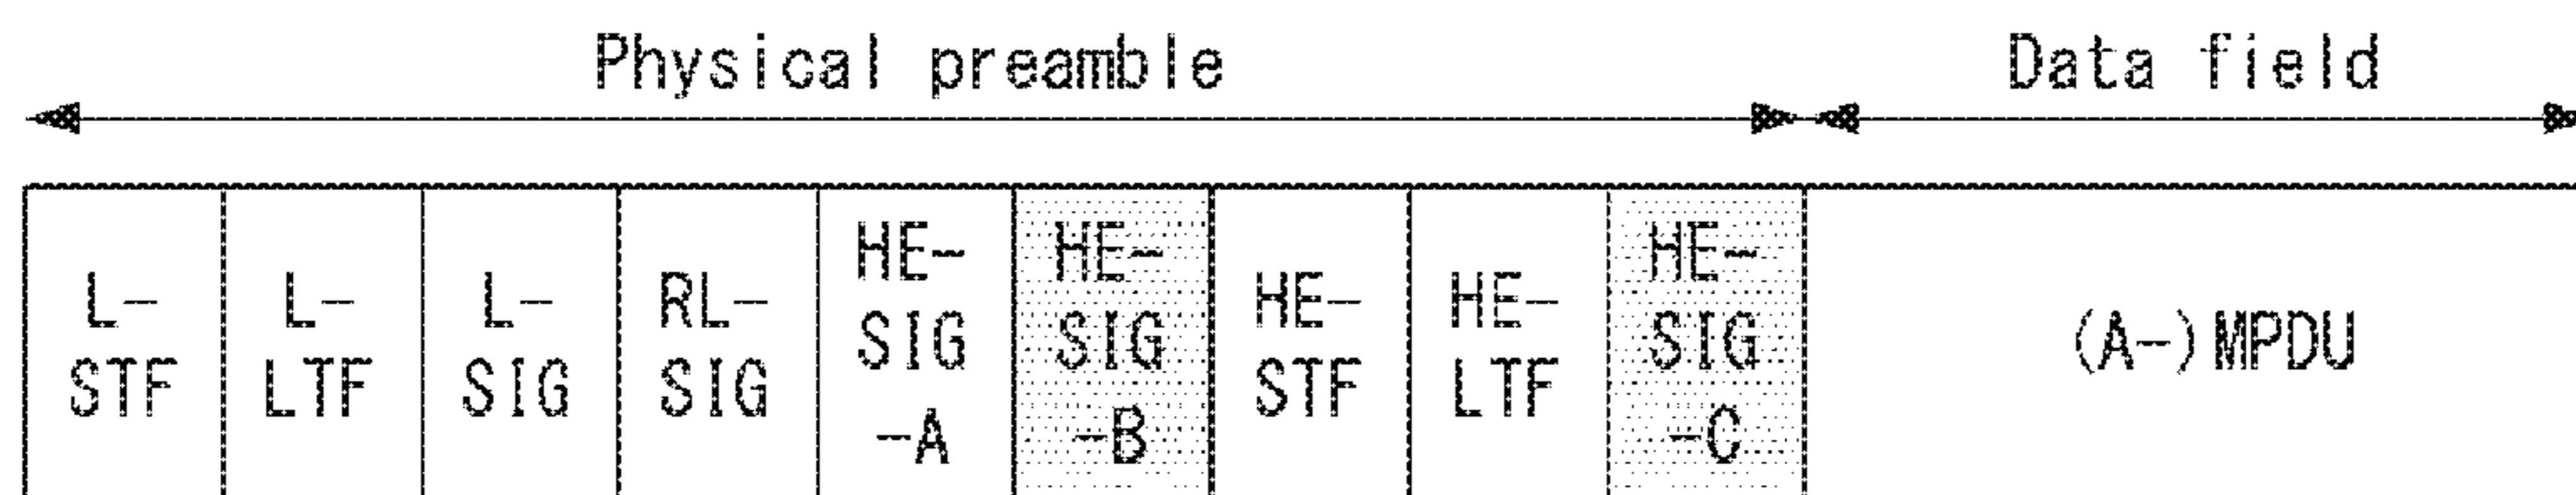 Physical preamble
Data field
L-
STF
L-
LTF
L-
SIG
RL-
SIG
HE-
SIG
-A
HE-
SIG
-B
HE-
STF
HE-
LTF
HE-
SIG
-C
(A-)MPDU